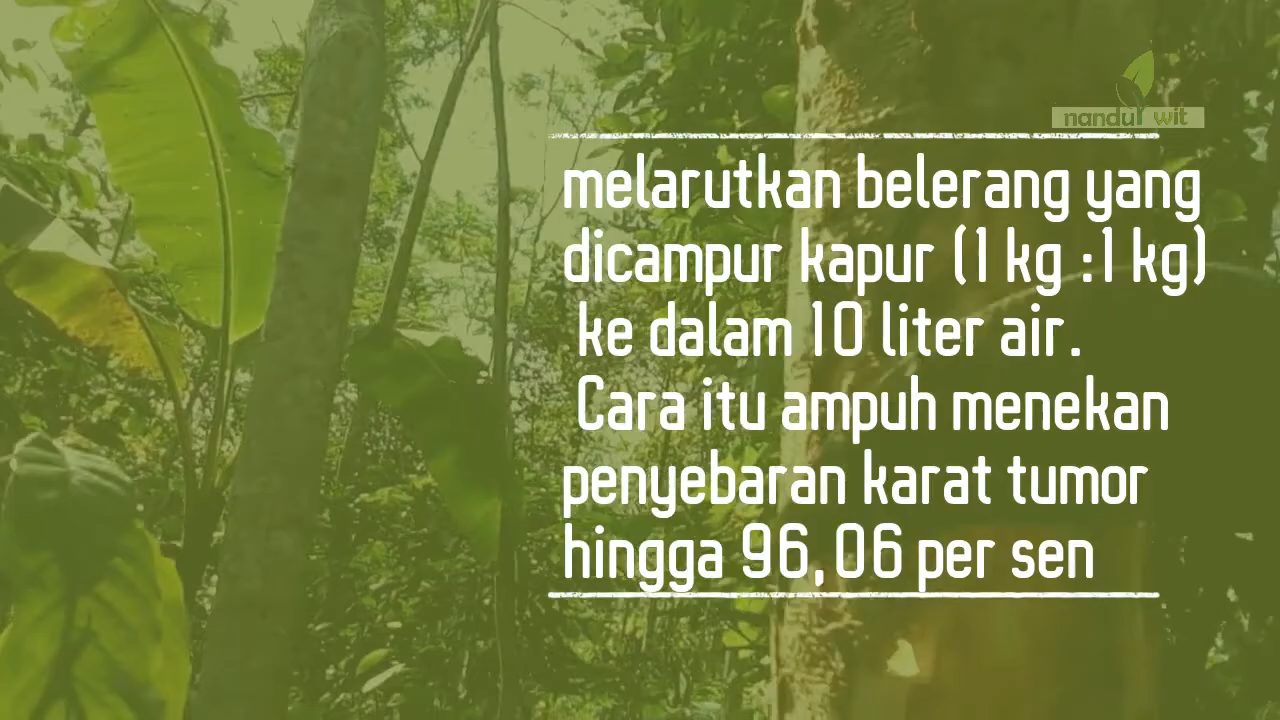 nandur wit
melarutkan belerang yang
dicampur kapur (1 kg :1 kg)
ke dalam 10 liter air.
Cara itu ampuh menekan
penyebaran karat tumor
hingga 96,06 per sen